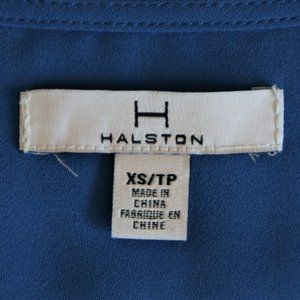 H
HALSTON
XS/TP
MADE IN
CHINA
FABRIQUE EN
CHINE